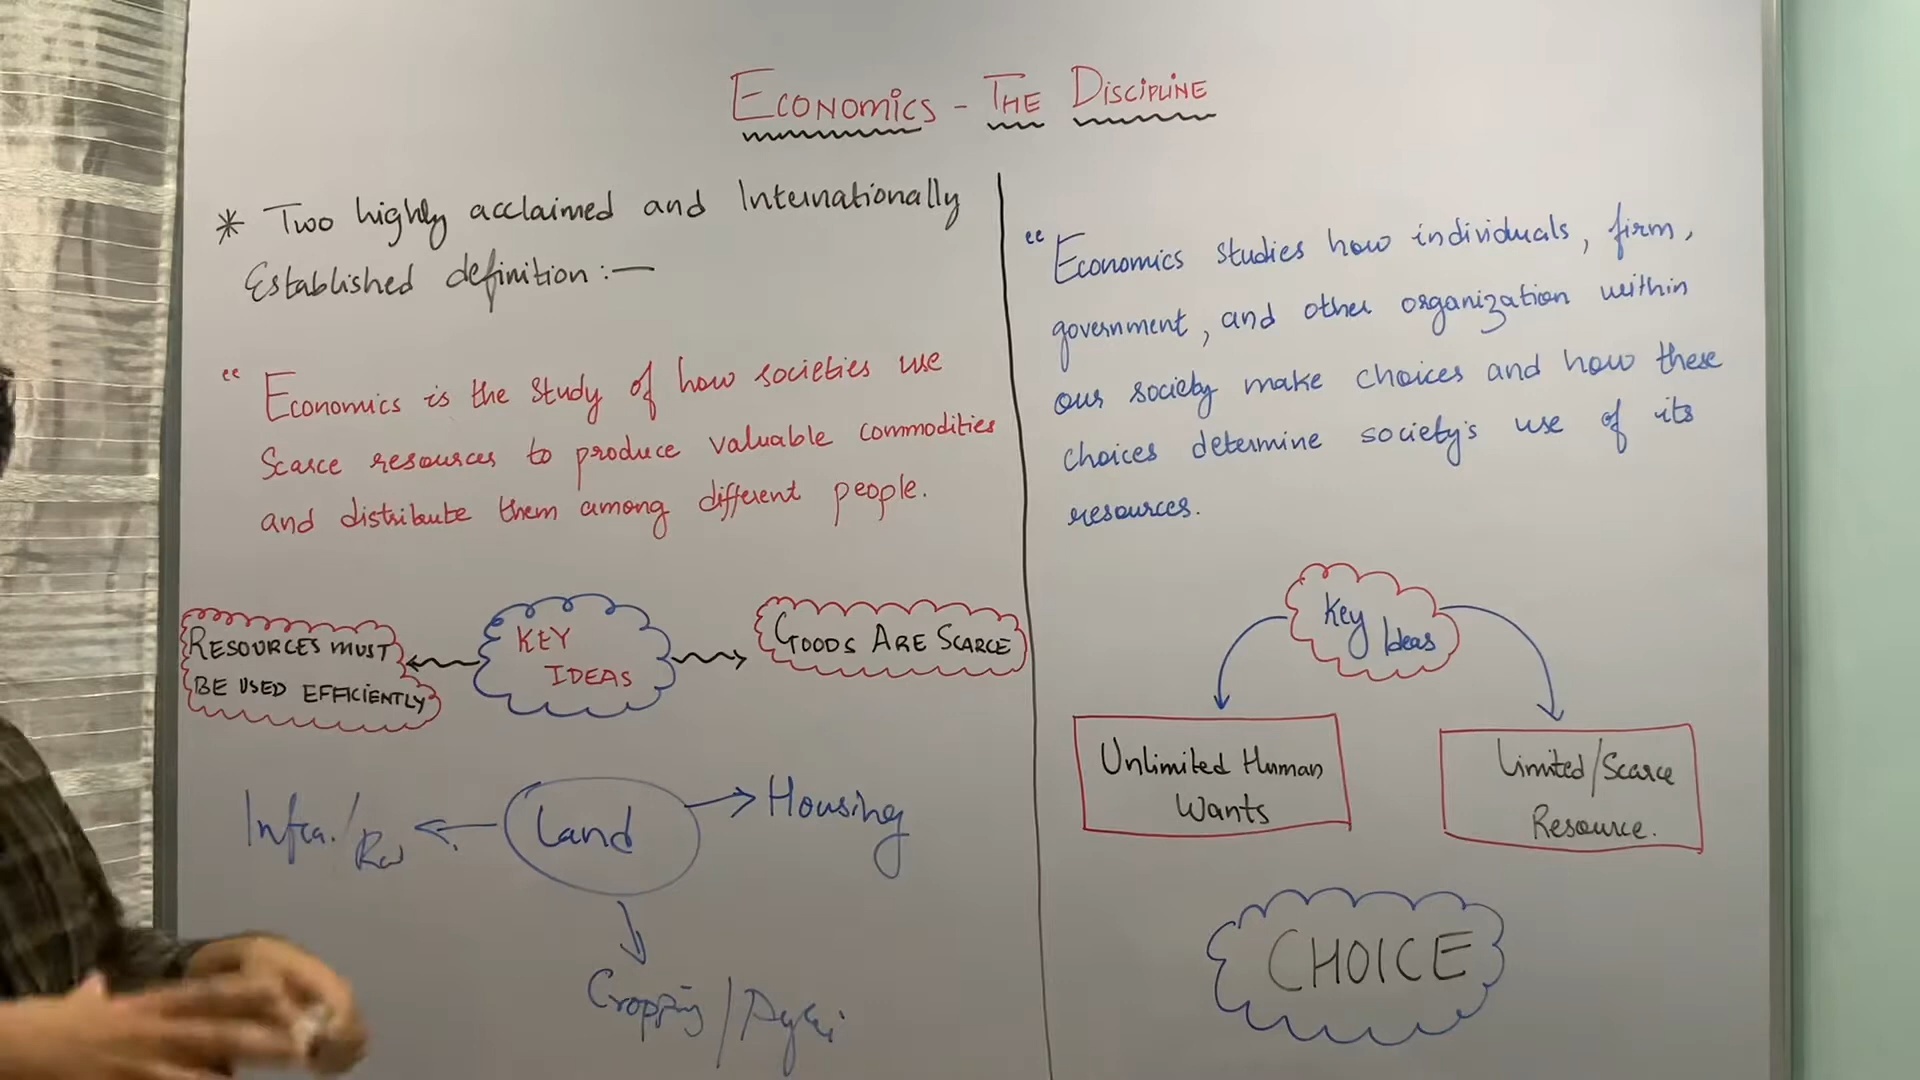 ECONOMICS - THE DISCIPLINE
* Two highly acclaimed and Internationally
Established definition :—
“ Economics is the study of how societies use
Scarce resources to produce valuable commodities
and distribute them among different people.
KEY
IDEAS
RESOURCES MUST
BE USED EFFICIENTLY
GOODS ARE SCARCE
Land
Infra. /
Housing
Cropping /
“ Economics studies how individuals, firm,
government, and other organization within
our society make choices and how these
choices determine society's use of its
resources.
Key
Ideas
Unlimited Human
Wants
Limited/Scarce
Resource.
CHOICE